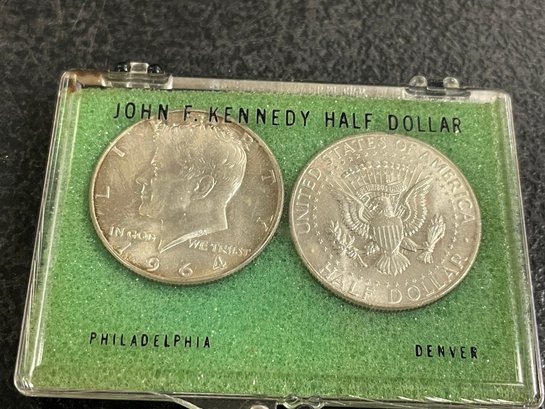 JOHN F. KENNEDY HALF DOLLAR
LIBERTY
IN GOD WE TRUST
1964
UNITED STATES OF AMERICA
HALF DOLLAR
PHILADELPHIA
DENVER